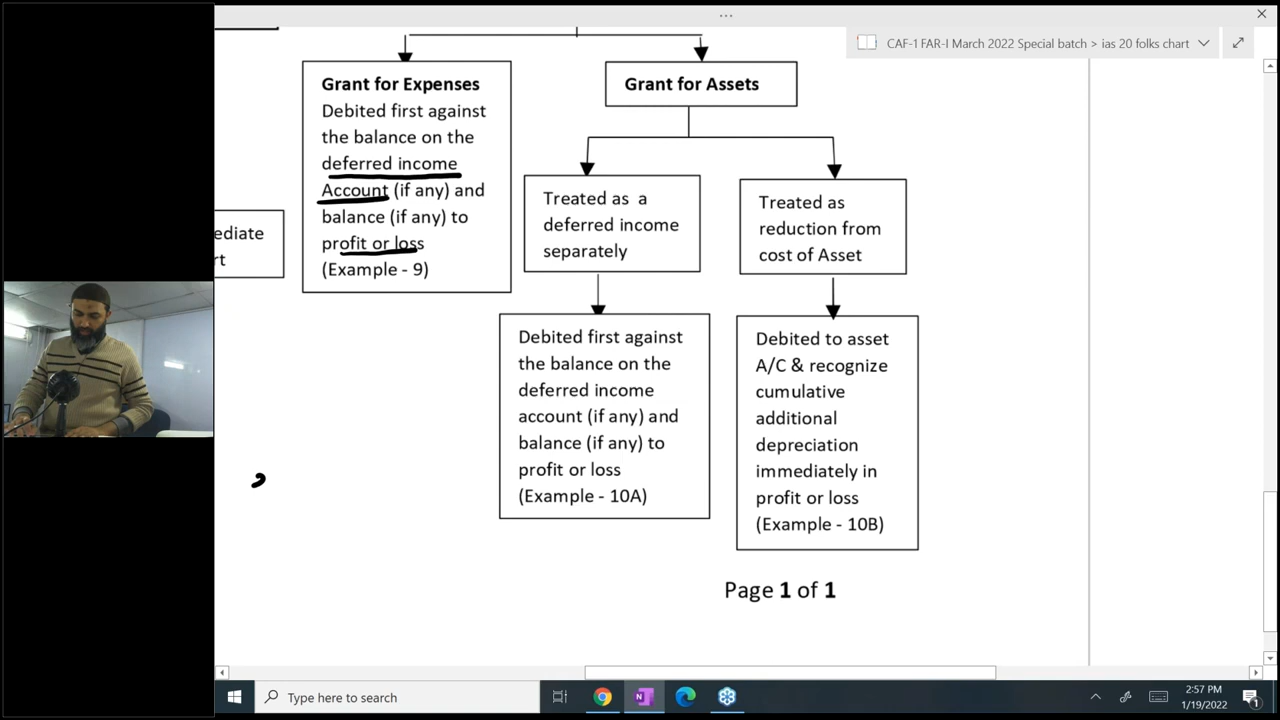 CAF-1 FAR-I March 2022 Special batch > ias 20 folks chart
Grant for Expenses
Debited first against
the balance on the
deferred income
Account (if any) and
balance (if any) to
profit or loss
(Example - 9)
Grant for Assets
ediate
rt
Treated as a
deferred income
separately
Treated as
reduction from
cost of Asset
Debited first against
the balance on the
deferred income
account (if any) and
balance (if any) to
profit or loss
(Example - 10A)
Debited to asset
A/C & recognize
cumulative
additional
depreciation
immediately in
profit or loss
(Example - 10B)
Page 1 of 1
Type here to search
2:57 PM
1/19/2022
1